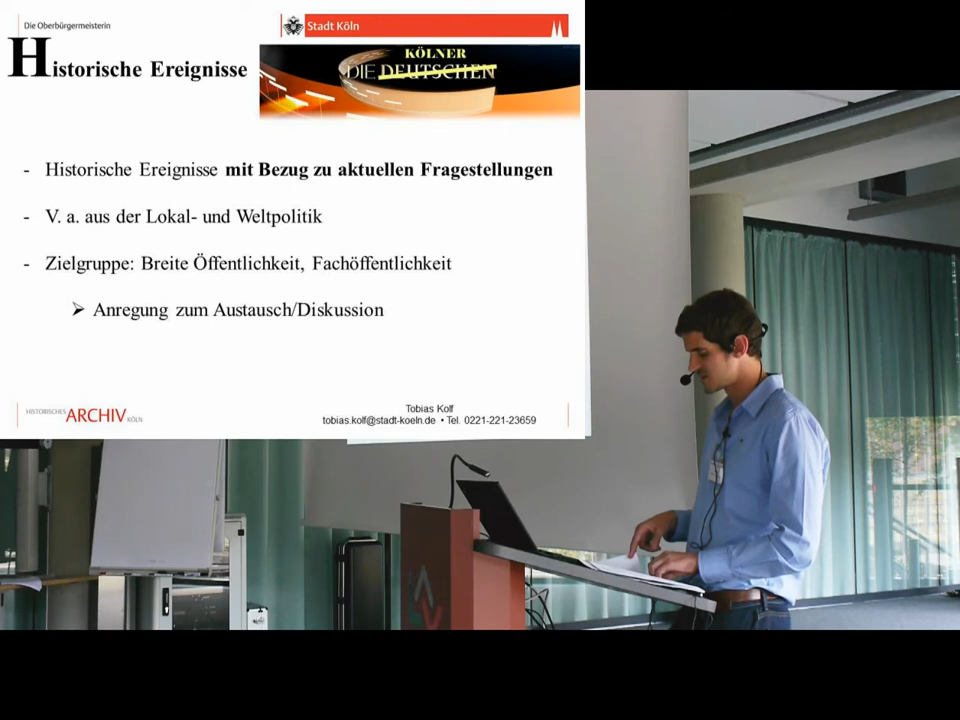 Die Oberbürgermeisterin
Stadt Köln
Historische Ereignisse
KÖLNER
DIE DEUTSCHEN
- Historische Ereignisse mit Bezug zu aktuellen Fragestellungen
- V. a. aus der Lokal- und Weltpolitik
- Zielgruppe: Breite Öffentlichkeit, Fachöffentlichkeit
➢ Anregung zum Austausch/Diskussion
HISTORISCHES ARCHIV KÖLN
Tobias Kolf
tobias.kolf@stadt-koeln.de • Tel. 0221-221-23659